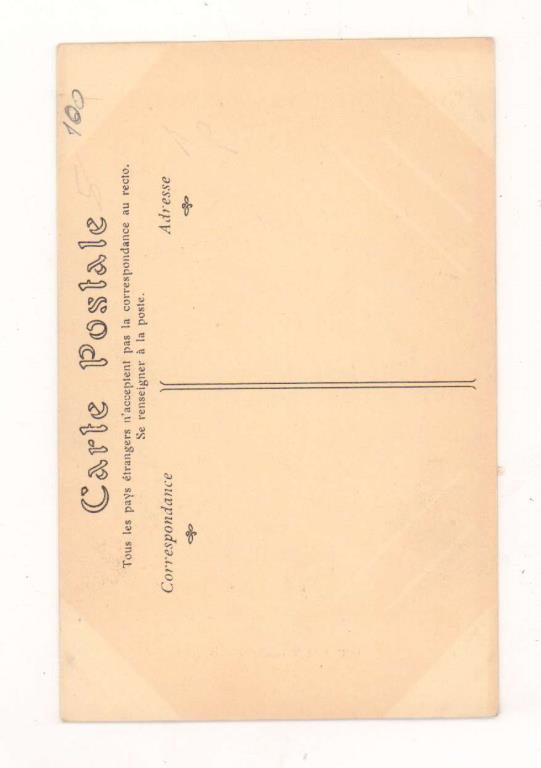 100
Carte Postale
Tous les pays étrangers n'acceptent pas la correspondance au recto.
Se renseigner à la poste.
Correspondance
Adresse